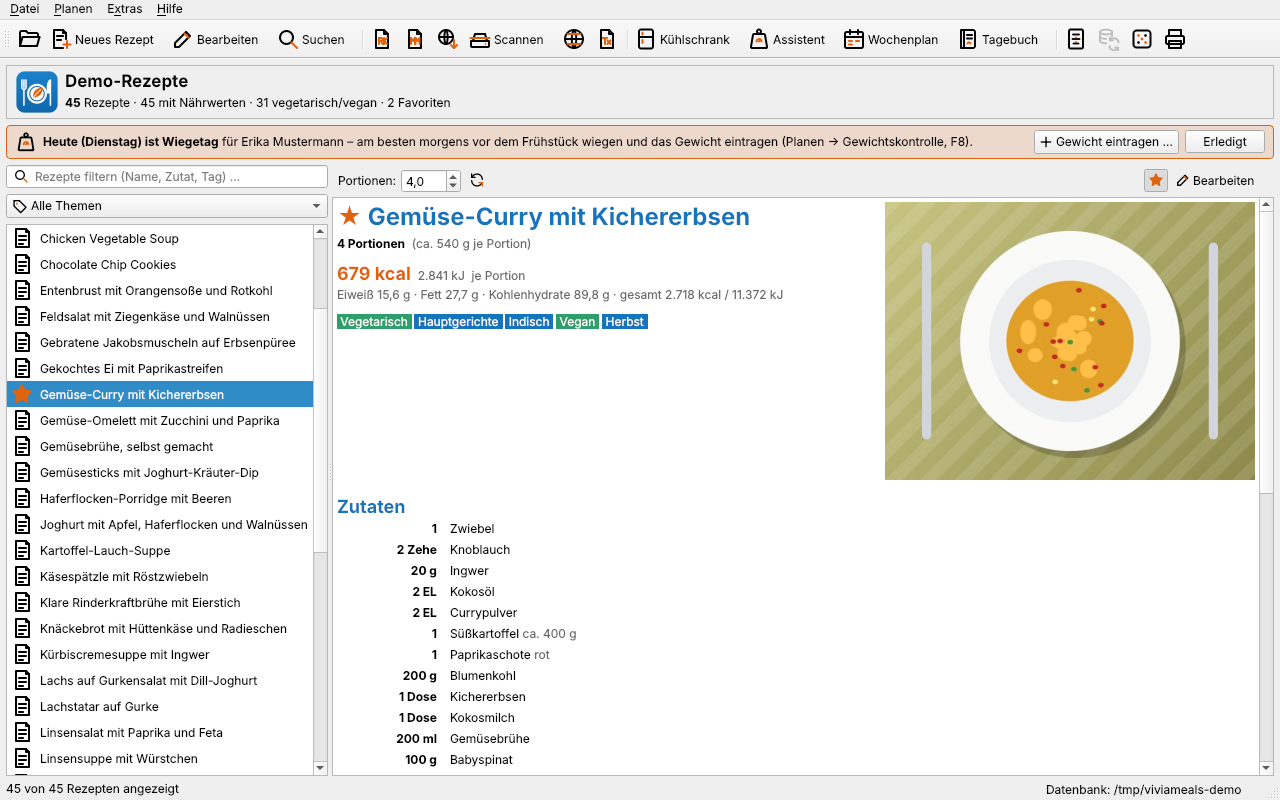 Datei Planen Extras Hilfe
Neues Rezept Bearbeiten Suchen Scannen Kühlschrank Assistent Wochenplan Tagebuch
Demo-Rezepte
45 Rezepte · 45 mit Nährwerten · 31 vegetarisch/vegan · 2 Favoriten
Heute (Dienstag) ist Wiegetag für Erika Mustermann – am besten morgens vor dem Frühstück wiegen und das Gewicht eintragen (Planen → Gewichtskontrolle, F8).
Gewicht eintragen ...
Erledigt
Rezepte filtern (Name, Zutat, Tag) ...
Alle Themen
Chicken Vegetable Soup
Chocolate Chip Cookies
Entenbrust mit Orangensoße und Rotkohl
Feldsalat mit Ziegenkäse und Walnüssen
Gebratene Jakobsmuscheln auf Erbsenpüree
Gekochtes Ei mit Paprikastreifen
Gemüse-Curry mit Kichererbsen
Gemüse-Omelett mit Zucchini und Paprika
Gemüsebrühe, selbst gemacht
Gemüsesticks mit Joghurt-Kräuter-Dip
Haferflocken-Porridge mit Beeren
Joghurt mit Apfel, Haferflocken und Walnüssen
Kartoffel-Lauch-Suppe
Käsespätzle mit Röstzwiebeln
Klare Rinderkraftbrühe mit Eierstich
Knäckebrot mit Hüttenkäse und Radieschen
Kürbiscremesuppe mit Ingwer
Lachs auf Gurkensalat mit Dill-Joghurt
Lachstatar auf Gurke
Linsensalat mit Paprika und Feta
Linsensuppe mit Würstchen
Portionen: 4,0
Bearbeiten
Gemüse-Curry mit Kichererbsen
4 Portionen (ca. 540 g je Portion)
679 kcal 2.841 kJ je Portion
Eiweiß 15,6 g · Fett 27,7 g · Kohlenhydrate 89,8 g · gesamt 2.718 kcal / 11.372 kJ
Vegetarisch Hauptgerichte Indisch Vegan Herbst
Zutaten
1 Zwiebel
2 Zehe Knoblauch
20 g Ingwer
2 EL Kokosöl
2 EL Currypulver
1 Süßkartoffel ca. 400 g
1 Paprikaschote rot
200 g Blumenkohl
1 Dose Kichererbsen
1 Dose Kokosmilch
200 ml Gemüsebrühe
100 g Babyspinat
45 von 45 Rezepten angezeigt
Datenbank: /tmp/viviameals-demo